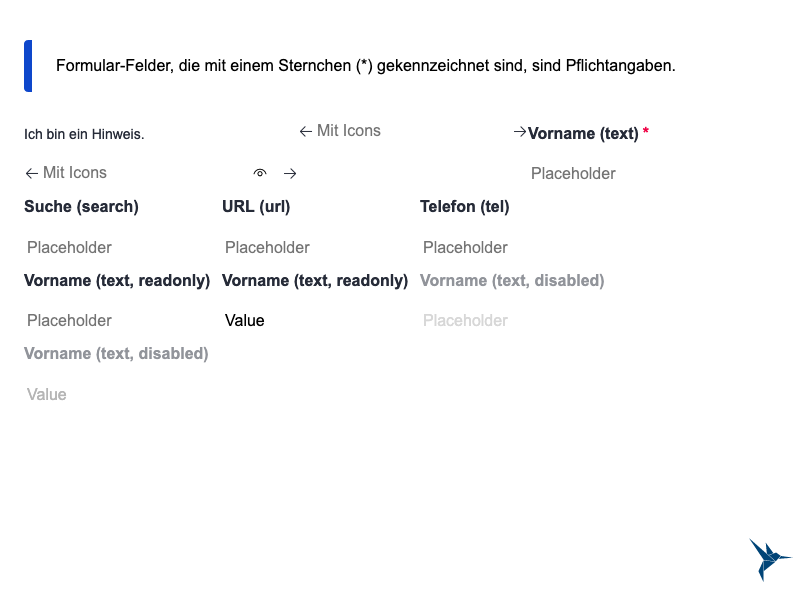 Formular-Felder, die mit einem Sternchen (*) gekennzeichnet sind, sind Pflichtangaben.
Ich bin ein Hinweis. ← Mit Icons → Vorname (text) *
← Mit Icons → Placeholder
Suche (search) URL (url) Telefon (tel)
Placeholder Placeholder Placeholder
Vorname (text, readonly) Vorname (text, readonly) Vorname (text, disabled)
Placeholder Value Placeholder
Vorname (text, disabled)
Value